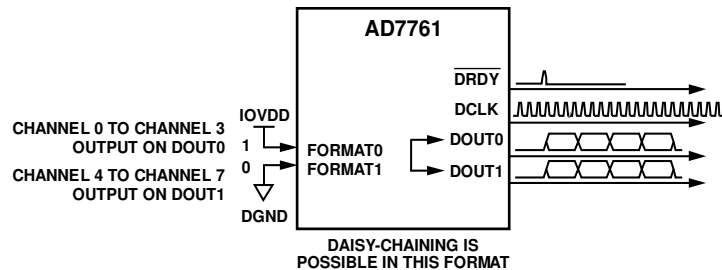 AD7761
DRDY
IOVDD
DCLK
CHANNEL 0 TO CHANNEL 3
OUTPUT ON DOUT0
1
FORMAT0
DOUT0
0
FORMAT1
CHANNEL 4 TO CHANNEL 7
OUTPUT ON DOUT1
DOUT1
DGND
DAISY-CHAINING IS
POSSIBLE IN THIS FORMAT